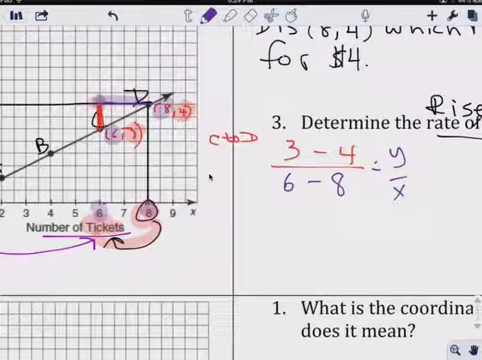 D is (8,4) which
for $4.
Rise
3. Determine the rate of
C to D
3 - 4
6 - 8
= y
x
D
(8,4)
C
(6,3)
B
2 3 4 5 6 7 8 9 x
Number of Tickets
1. What is the coordina
does it mean?